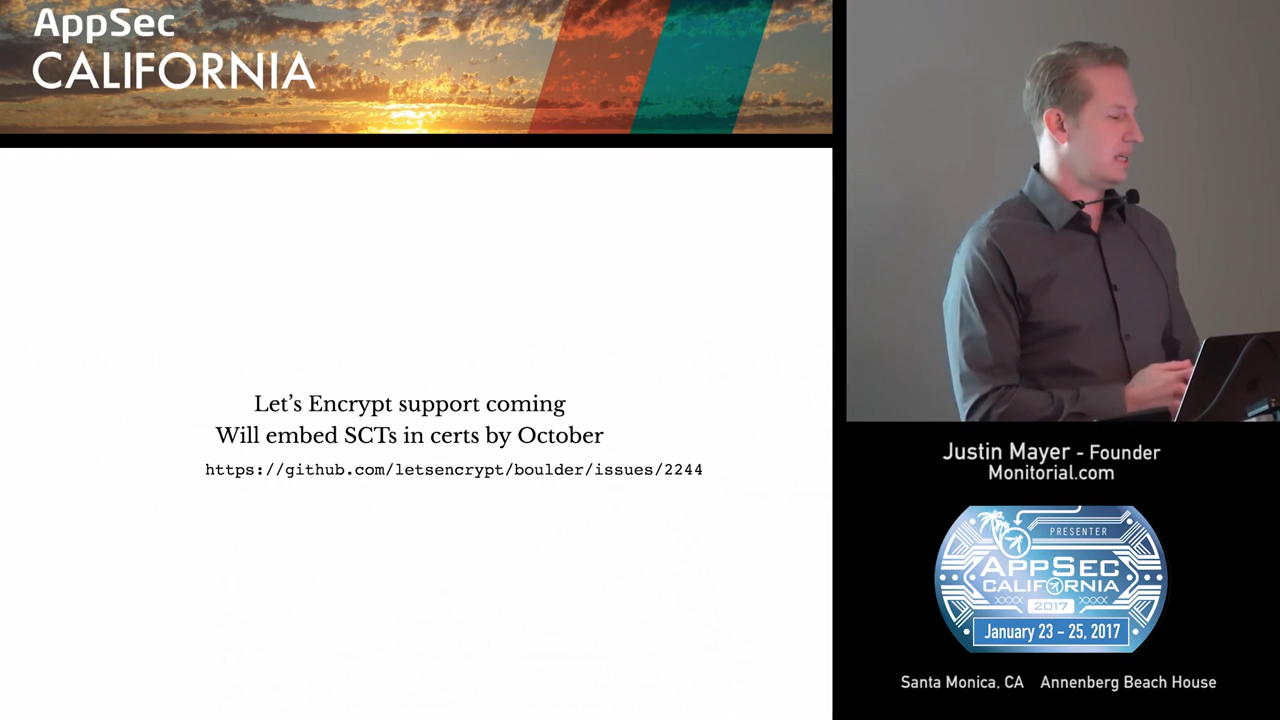 AppSec
CALIFORNIA
Let's Encrypt support coming
Will embed SCTs in certs by October
https://github.com/letsencrypt/boulder/issues/2244
Justin Mayer - Founder
Monitorial.com
PRESENTER
APPSEC
CALIFORNIA
2017
January 23 - 25, 2017
Santa Monica, CA Annenberg Beach House